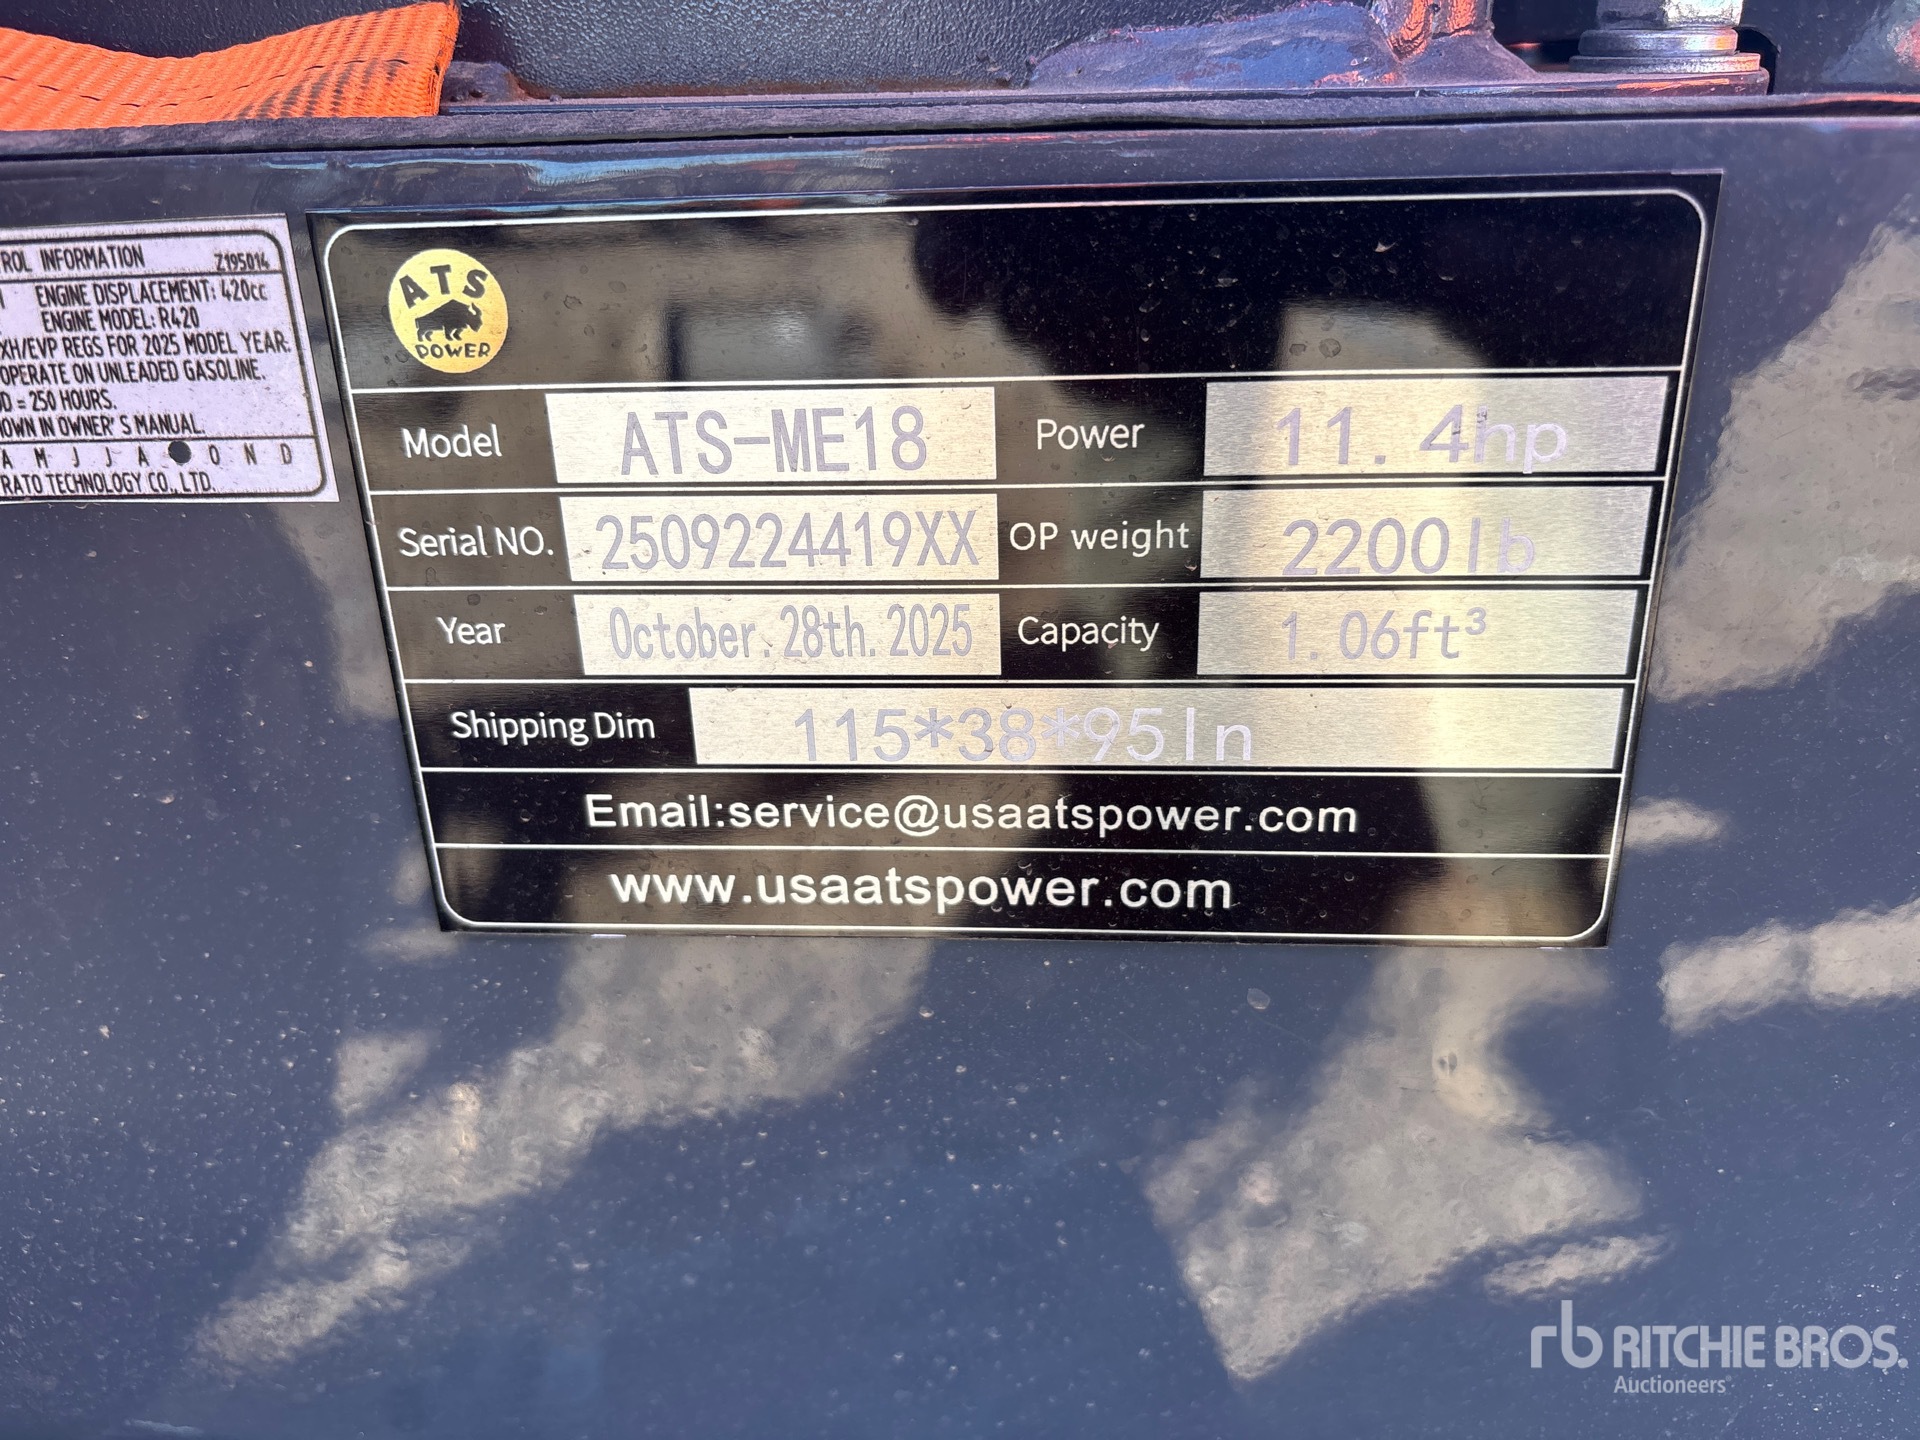 ROL INFORMATION Z195014
ENGINE DISPLACEMENT: 420cc
ENGINE MODEL: R420
XH/EVP REGS FOR 2025 MODEL YEAR.
OPERATE ON UNLEADED GASOLINE.
D = 250 HOURS.
OWN IN OWNER'S MANUAL.
A M J J A O N D
RATO TECHNOLOGY CO., LTD.
ATS
POWER
Model ATS-ME18 Power 11.4hp
Serial NO. 2509224419XX OP weight 2200lb
Year October.28th.2025 Capacity 1.06ft³
Shipping Dim 115*38*95In
Email:service@usaatspower.com
www.usaatspower.com
rb RITCHIE BROS.
Auctioneers